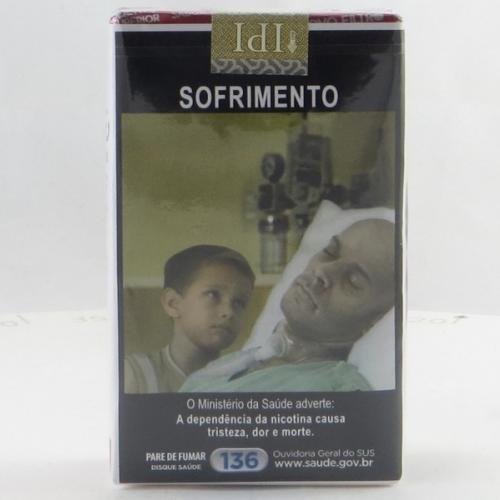 IPI
SOFRIMENTO
O Ministério da Saúde adverte:
A dependência da nicotina causa
tristeza, dor e morte.
PARE DE FUMAR
DISQUE SAÚDE
136
Ouvidoria Geral do SUS
www.saude.gov.br